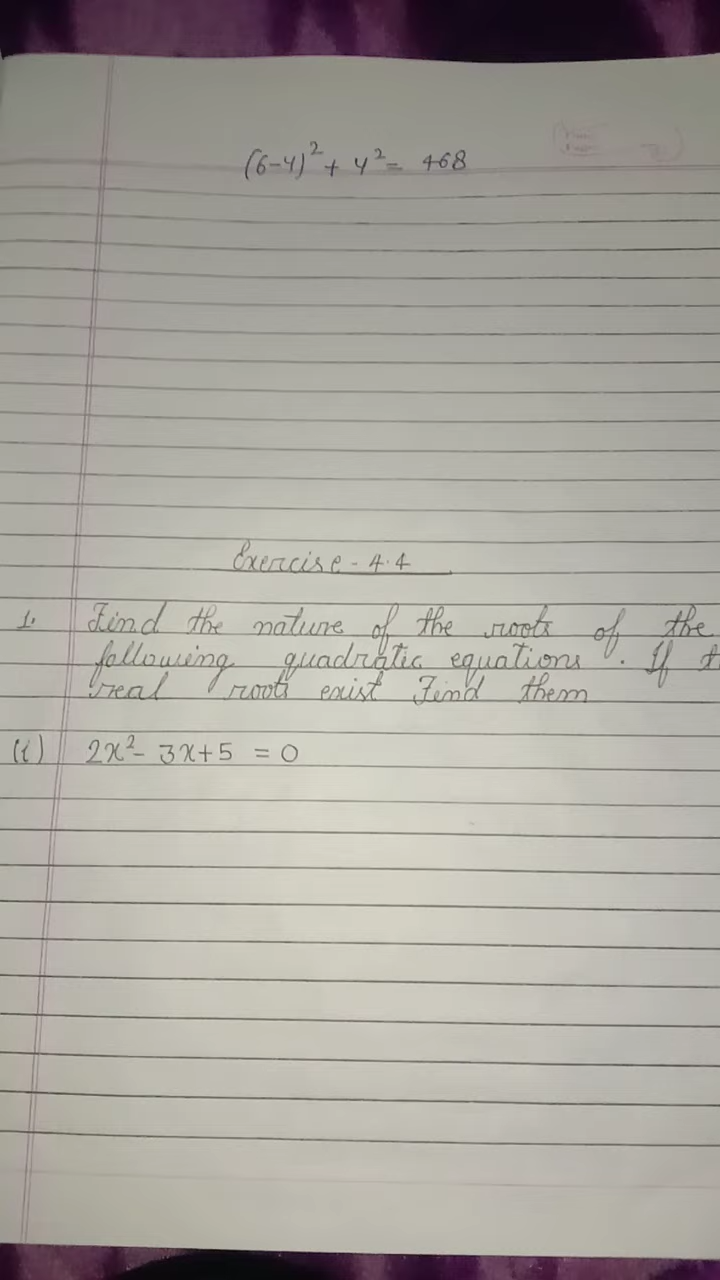 (6-y)² + y² = 468
Exercise - 4.4
1. Find the nature of the roots of the
following quadratic equations. If
real roots exist Find them
(i) 2x² - 3x + 5 = 0